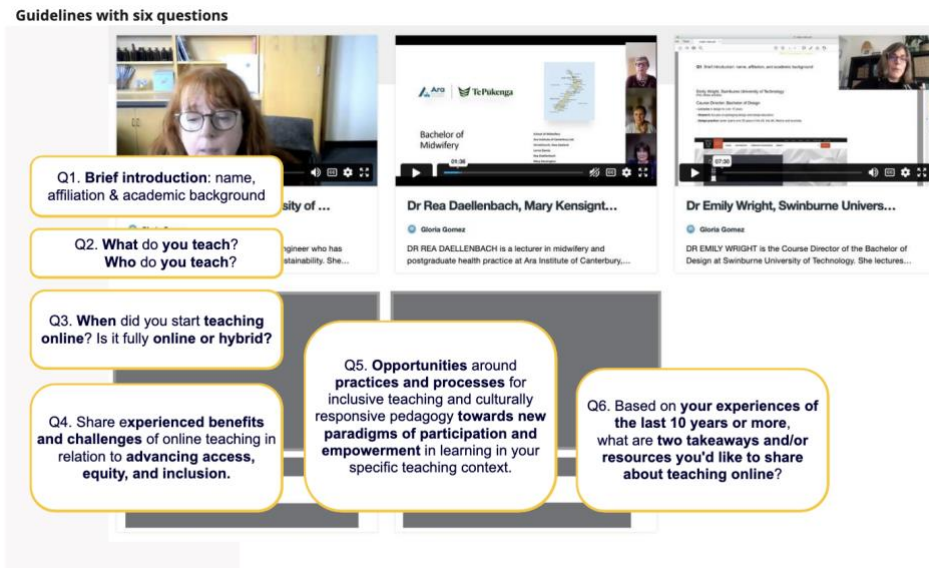 Guidelines with six questions
Ara
TePūkenga
Bachelor of
Midwifery
01:36
07:30
Q1. Brief introduction: name,
affiliation & academic background
sity of ...
ngineer who has
stainability. She...
Dr Rea Daellenbach, Mary Kensignt...
Gloria Gomez
DR REA DAELLENBACH is a lecturer in midwifery and
postgraduate health practice at Ara Institute of Canterbury,...
Dr Emily Wright, Swinburne Univers...
Gloria Gomez
DR EMILY WRIGHT is the Course Director of the Bachelor of
Design at Swinburne University of Technology. She lectures...
Q2. What do you teach?
Who do you teach?
Q3. When did you start teaching
online? Is it fully online or hybrid?
Q4. Share experienced benefits
and challenges of online teaching in
relation to advancing access,
equity, and inclusion.
Q5. Opportunities around
practices and processes for
inclusive teaching and culturally
responsive pedagogy towards new
paradigms of participation and
empowerment in learning in your
specific teaching context.
Q6. Based on your experiences of
the last 10 years or more,
what are two takeaways and/or
resources you'd like to share
about teaching online?